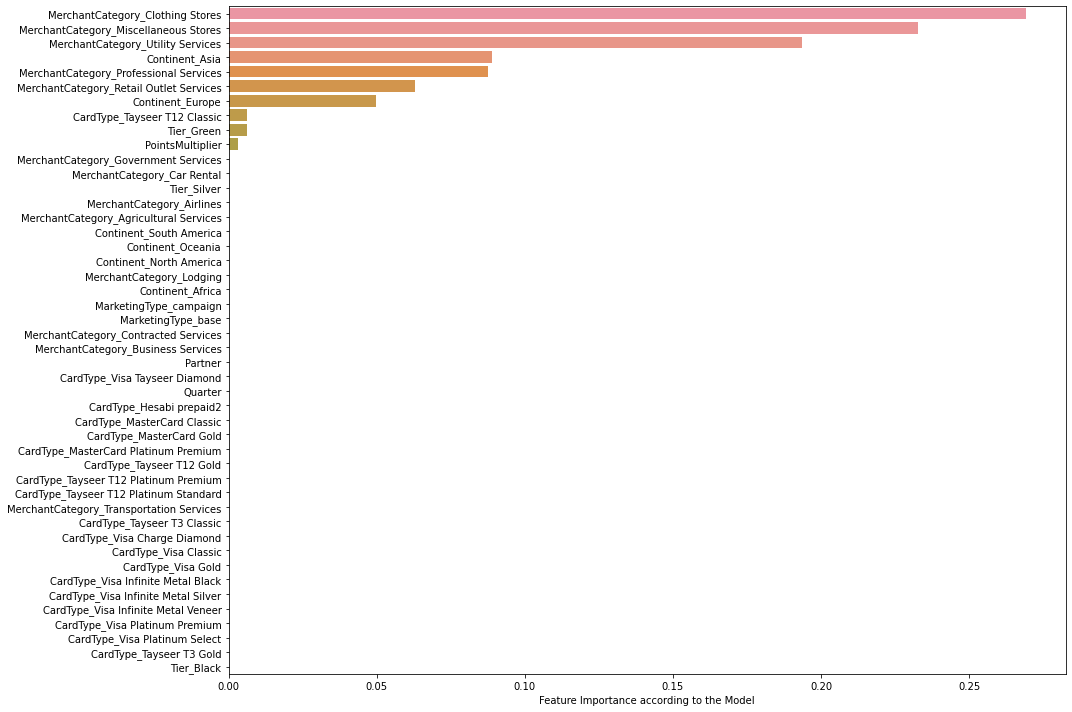 MerchantCategory_Clothing Stores
MerchantCategory_Miscellaneous Stores
MerchantCategory_Utility Services
Continent_Asia
MerchantCategory_Professional Services
MerchantCategory_Retail Outlet Services
Continent_Europe
CardType_Tayseer T12 Classic
Tier_Green
PointsMultiplier
MerchantCategory_Government Services
MerchantCategory_Car Rental
Tier_Silver
MerchantCategory_Airlines
MerchantCategory_Agricultural Services
Continent_South America
Continent_Oceania
Continent_North America
MerchantCategory_Lodging
Continent_Africa
MarketingType_campaign
MarketingType_base
MerchantCategory_Contracted Services
MerchantCategory_Business Services
Partner
CardType_Visa Tayseer Diamond
Quarter
CardType_Hesabi prepaid2
CardType_MasterCard Classic
CardType_MasterCard Gold
CardType_MasterCard Platinum Premium
CardType_Tayseer T12 Gold
CardType_Tayseer T12 Platinum Premium
CardType_Tayseer T12 Platinum Standard
MerchantCategory_Transportation Services
CardType_Tayseer T3 Classic
CardType_Visa Charge Diamond
CardType_Visa Classic
CardType_Visa Gold
CardType_Visa Infinite Metal Black
CardType_Visa Infinite Metal Silver
CardType_Visa Infinite Metal Veneer
CardType_Visa Platinum Premium
CardType_Visa Platinum Select
CardType_Tayseer T3 Gold
Tier_Black
0.00 0.05 0.10 0.15 0.20 0.25
Feature Importance according to the Model